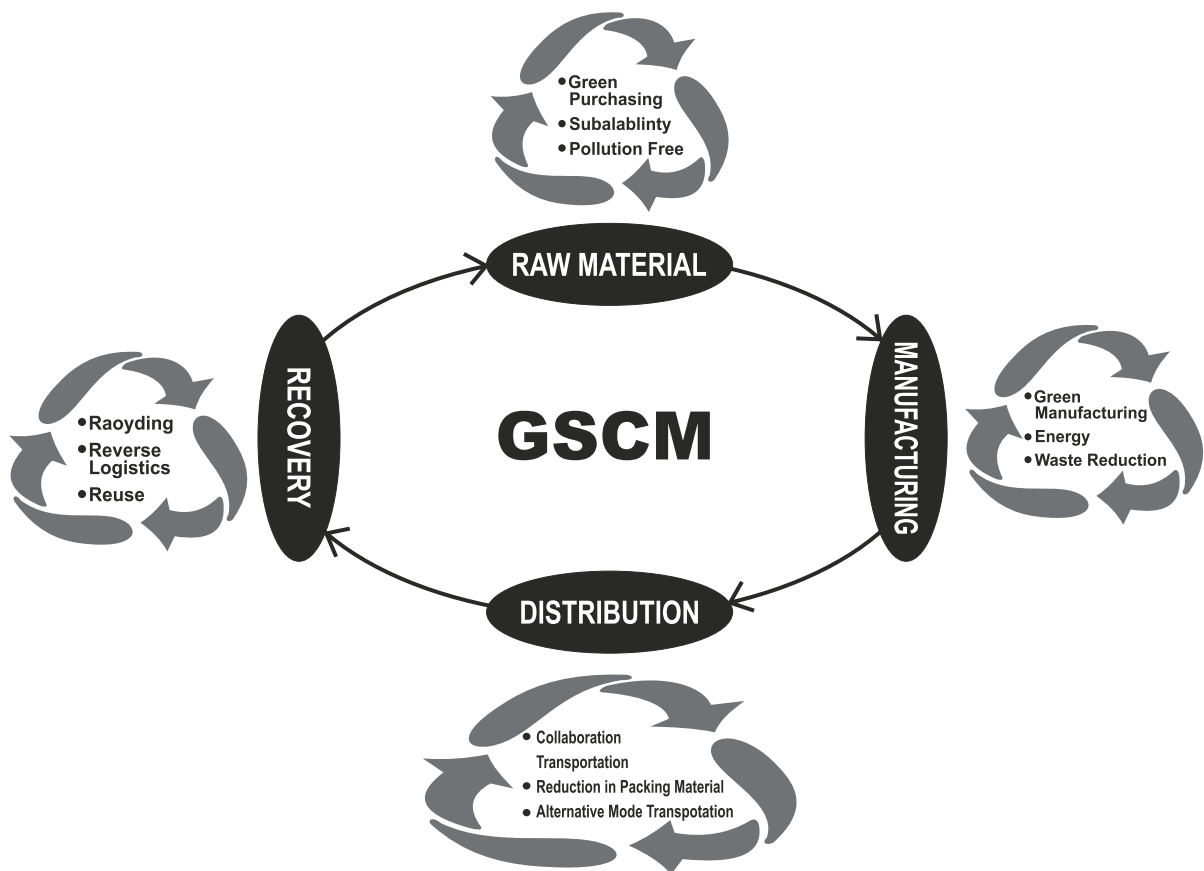 • Green
Purchasing
• Subalablinty
• Pollution Free
RAW MATERIAL
MANUFACTURING
• Green
Manufacturing
• Energy
• Waste Reduction
GSCM
RECOVERY
• Raoyding
• Reverse
Logistics
• Reuse
DISTRIBUTION
• Collaboration
Transportation
• Reduction in Packing Material
• Alternative Mode Transpotation